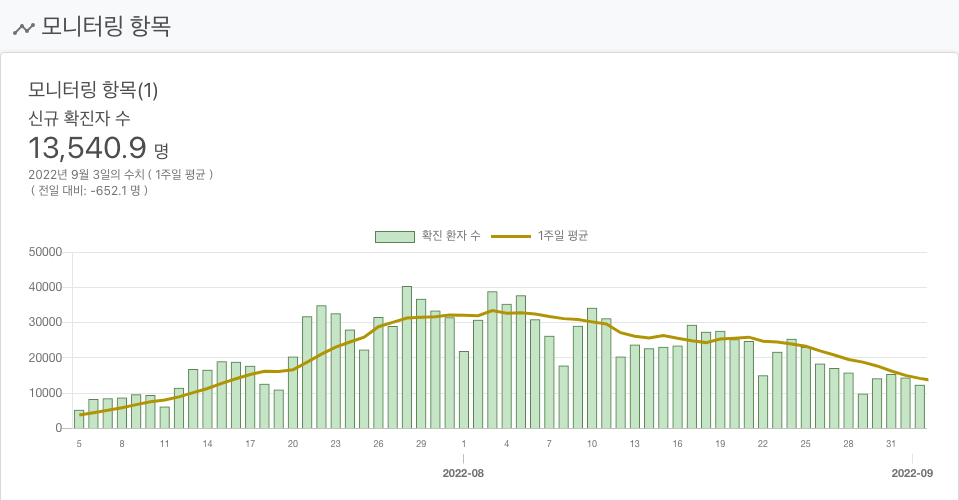 모니터링 항목
모니터링 항목(1)
신규 확진자 수
13,540.9 명
2022년 9월 3일의 수치 ( 1주일 평균 )
( 전일 대비: -652.1 명 )
확진 환자 수 1주일 평균
50000
40000
30000
20000
10000
0
5 8 11 14 17 20 23 26 29 1 4 7 10 13 16 19 22 25 28 31
2022-08 2022-09